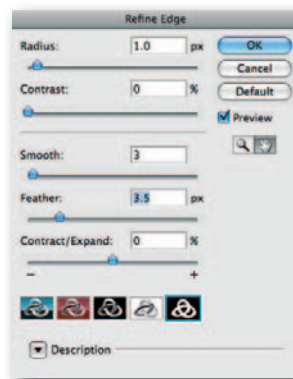 Refine Edge
Radius: 1.0 px
OK
Cancel
Contrast: 0 %
Default
Preview
Smooth: 3
Feather: 3.5 px
Contract/Expand: 0 %
− +
Description